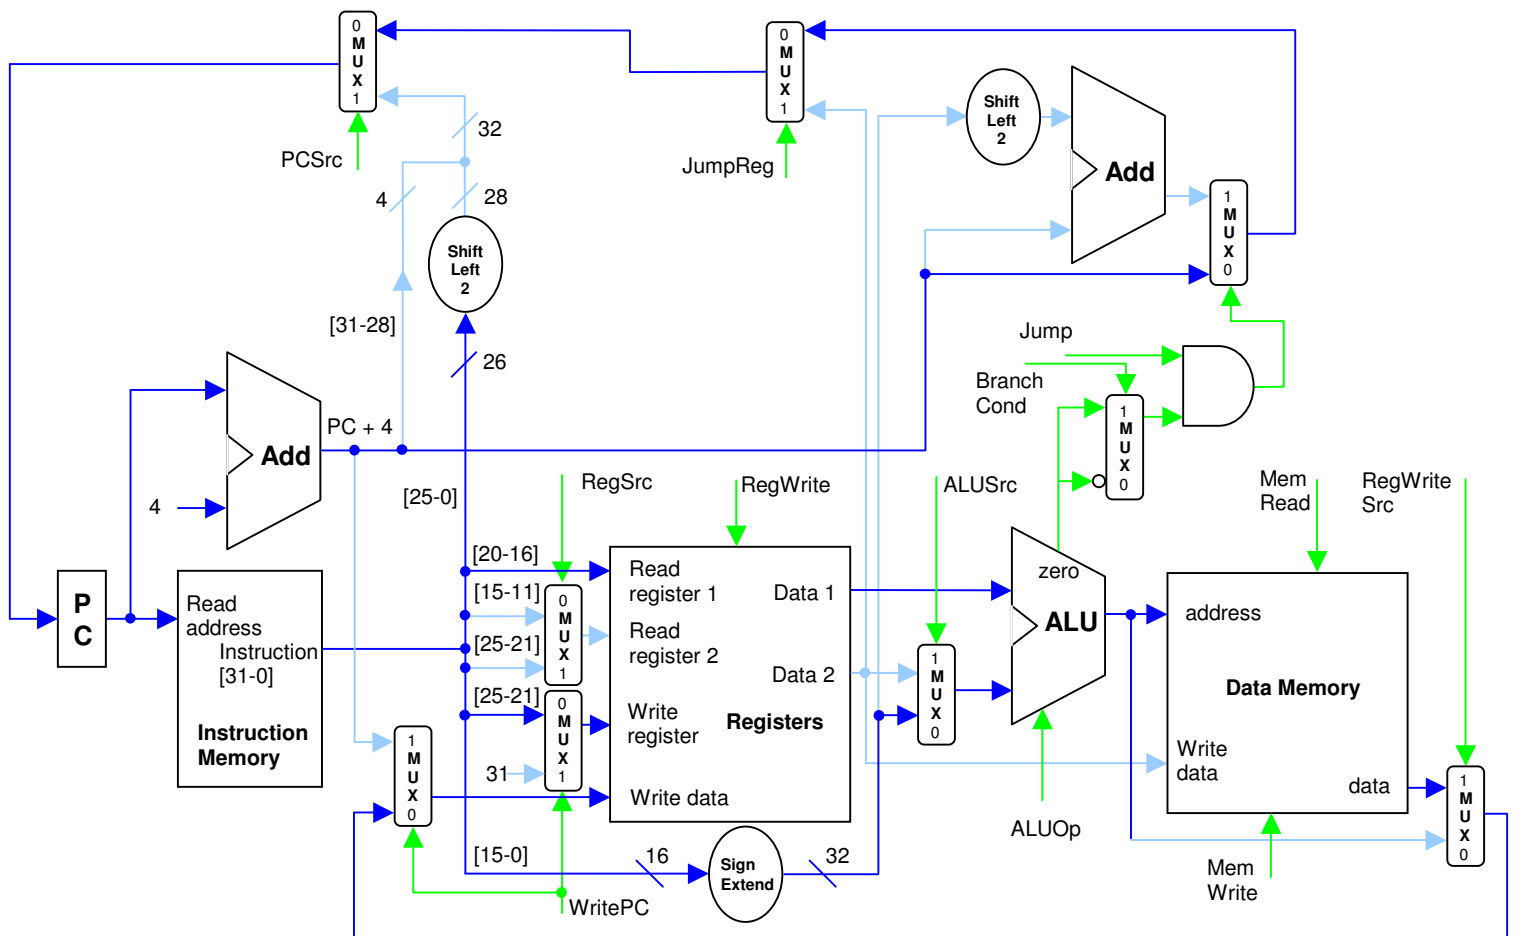 0
M
U
X
1
PCSrc
32
4
28
Shift
Left
2
[31-28]
26
0
M
U
X
1
JumpReg
Shift
Left
2
Add
1
M
U
X
0
Jump
Branch
Cond
1
M
U
X
0
PC + 4
Add
4
[25-0]
RegSrc
RegWrite
ALUSrc
Mem
Read
RegWrite
Src
P
C
Read
address
Instruction
[31-0]
Instruction
Memory
[20-16]
[15-11]
[25-21]
[25-21]
0
M
U
X
1
0
M
U
X
1
31
Read
register 1
Data 1
Read
register 2
Data 2
Write
register
Registers
Write data
1
M
U
X
0
zero
ALU
ALUOp
address
Data Memory
Write
data
data
1
M
U
X
0
1
M
U
X
0
[15-0]
16
Sign
Extend
32
WritePC
Mem
Write